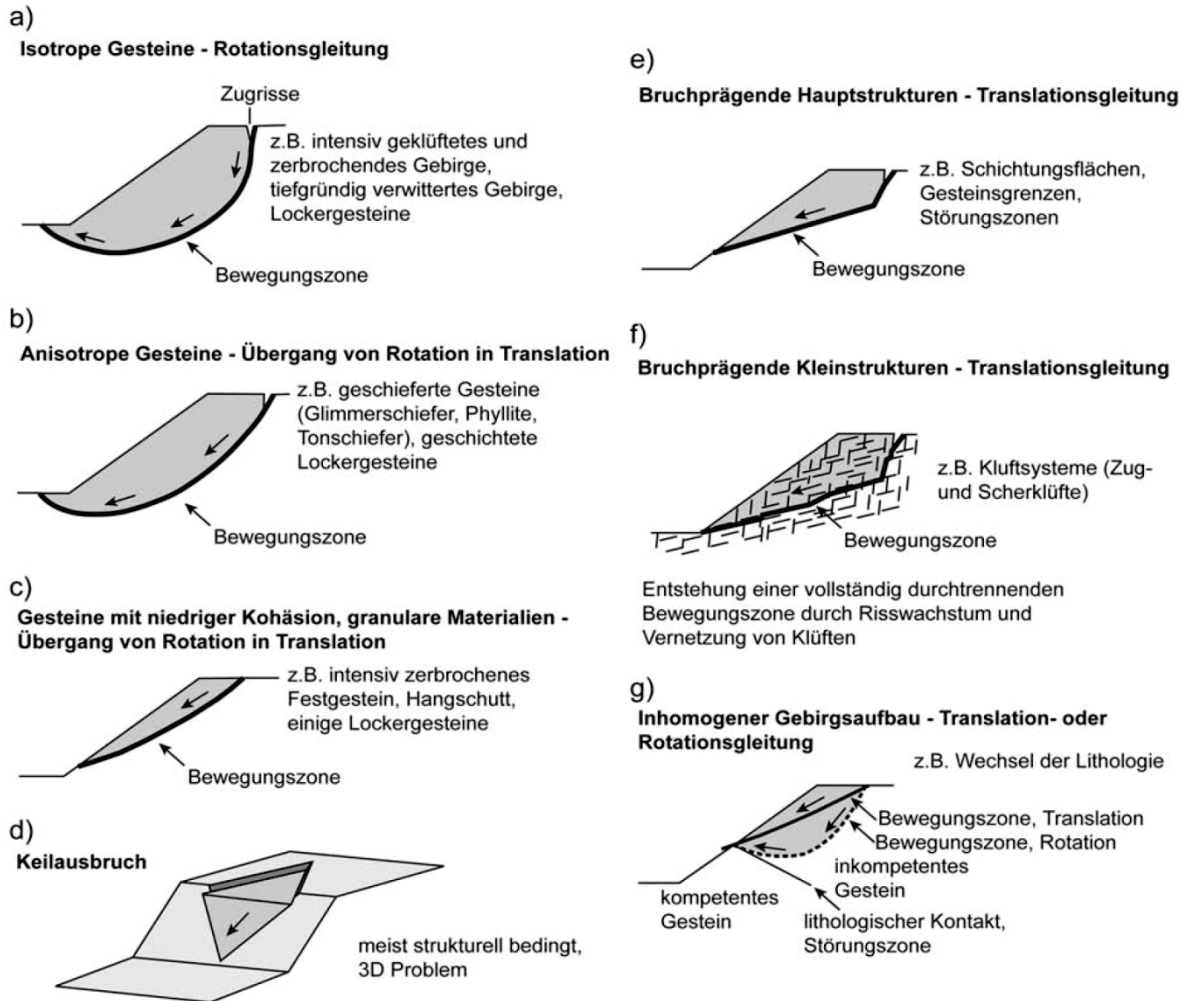 a)
Isotrope Gesteine - Rotationsgleitung
Zugrisse
z.B. intensiv geklüftetes und
zerbrochendes Gebirge,
tiefgründig verwittertes Gebirge,
Lockergesteine
Bewegungszone
b)
Anisotrope Gesteine - Übergang von Rotation in Translation
z.B. geschieferte Gesteine
(Glimmerschiefer, Phyllite,
Tonschiefer), geschichtete
Lockergesteine
Bewegungszone
c)
Gesteine mit niedriger Kohäsion, granulare Materialien -
Übergang von Rotation in Translation
z.B. intensiv zerbrochenes
Festgestein, Hangschutt,
einige Lockergesteine
Bewegungszone
d)
Keilausbruch
meist strukturell bedingt,
3D Problem
e)
Bruchprägende Hauptstrukturen - Translationsgleitung
z.B. Schichtungsflächen,
Gesteinsgrenzen,
Störungszonen
Bewegungszone
f)
Bruchprägende Kleinstrukturen - Translationsgleitung
z.B. Kluftsysteme (Zug-
und Scherklüfte)
Bewegungszone
Entstehung einer vollständig durchtrennenden
Bewegungszone durch Risswachstum und
Vernetzung von Klüften
g)
Inhomogener Gebirgsaufbau - Translation- oder
Rotationsgleitung
z.B. Wechsel der Lithologie
Bewegungszone, Translation
Bewegungszone, Rotation
inkompetentes
Gestein
kompetentes
Gestein
lithologischer Kontakt,
Störungszone